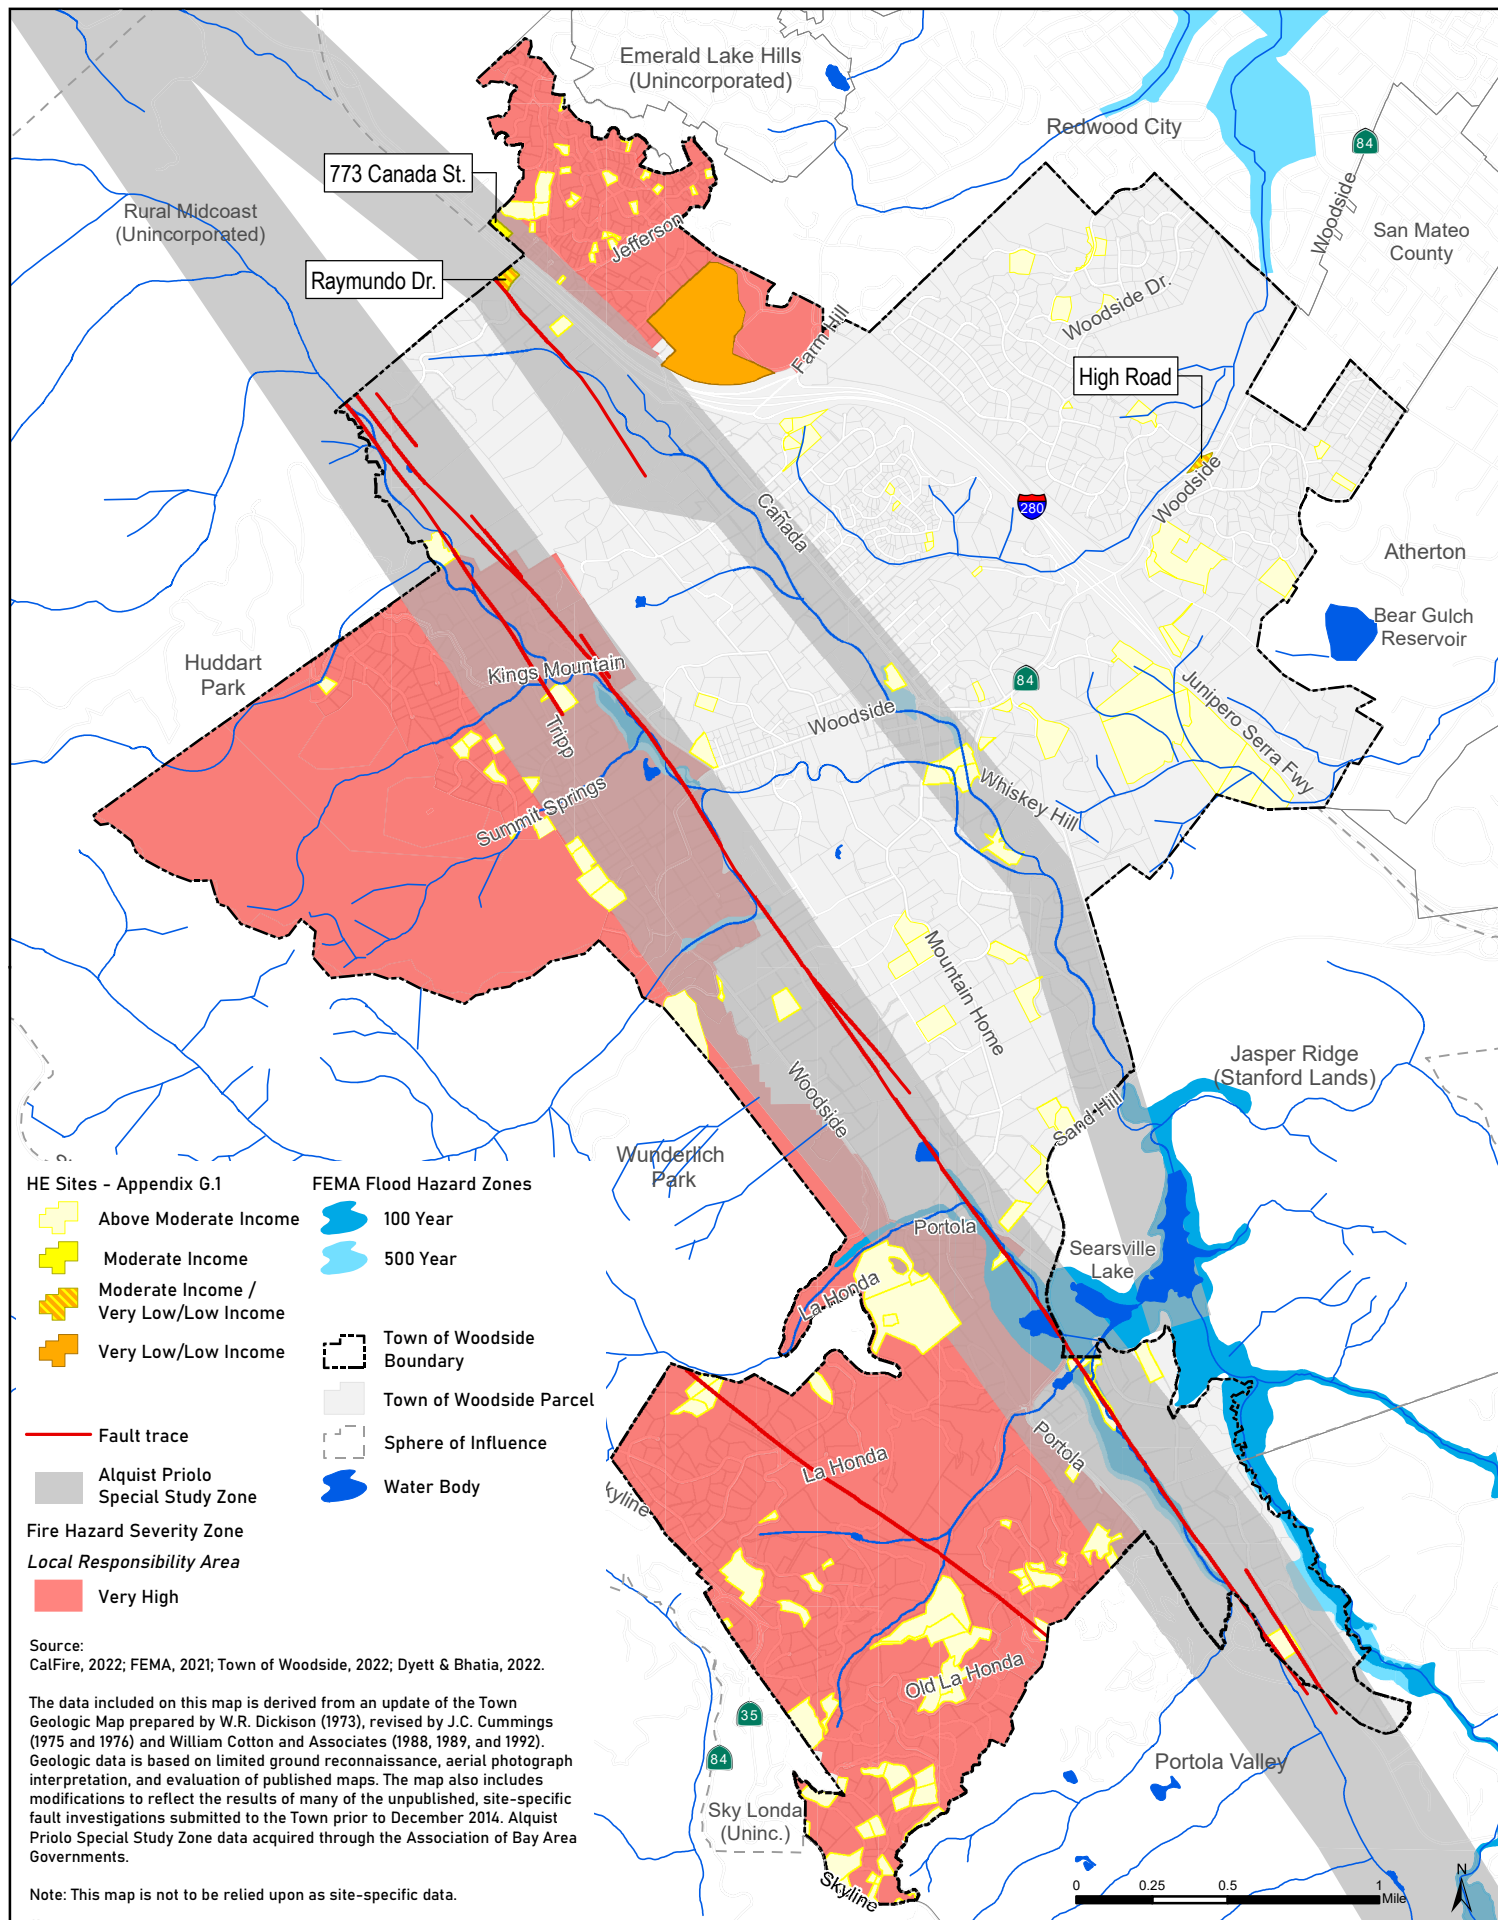 Emerald Lake Hills
(Unincorporated)
Redwood City
84
Woodside
San Mateo
County
773 Canada St.
Rural Midcoast
(Unincorporated)
Jefferson
Raymundo Dr.
Woodside Dr.
Farm Hill
High Road
Woodside
Cañada
280
Atherton
Bear Gulch
Reservoir
Huddart
Park
Kings Mountain
84
Junipero Serra Fwy
Woodside
Tripp
Summit Springs
Whiskey Hill
Mountain Home
Jasper Ridge
(Stanford Lands)
Woodside
Sand Hill
Wunderlich
Park
Portola
Searsville
Lake
La Honda
La Honda
Portola
kyline
Old La Honda
35
84
Portola Valley
Sky Londa
(Uninc.)
Skyline
HE Sites - Appendix G.1
Above Moderate Income
Moderate Income
Moderate Income /
Very Low/Low Income
Very Low/Low Income
Fault trace
Alquist Priolo
Special Study Zone
Fire Hazard Severity Zone
Local Responsibility Area
Very High
FEMA Flood Hazard Zones
100 Year
500 Year
Town of Woodside
Boundary
Town of Woodside Parcel
Sphere of Influence
Water Body
Source:
CalFire, 2022; FEMA, 2021; Town of Woodside, 2022; Dyett & Bhatia, 2022.
The data included on this map is derived from an update of the Town
Geologic Map prepared by W.R. Dickison (1973), revised by J.C. Cummings
(1975 and 1976) and William Cotton and Associates (1988, 1989, and 1992).
Geologic data is based on limited ground reconnaissance, aerial photograph
interpretation, and evaluation of published maps. The map also includes
modifications to reflect the results of many of the unpublished, site-specific
fault investigations submitted to the Town prior to December 2014. Alquist
Priolo Special Study Zone data acquired through the Association of Bay Area
Governments.
Note: This map is not to be relied upon as site-specific data.
0 0.25 0.5 1
Mile
N